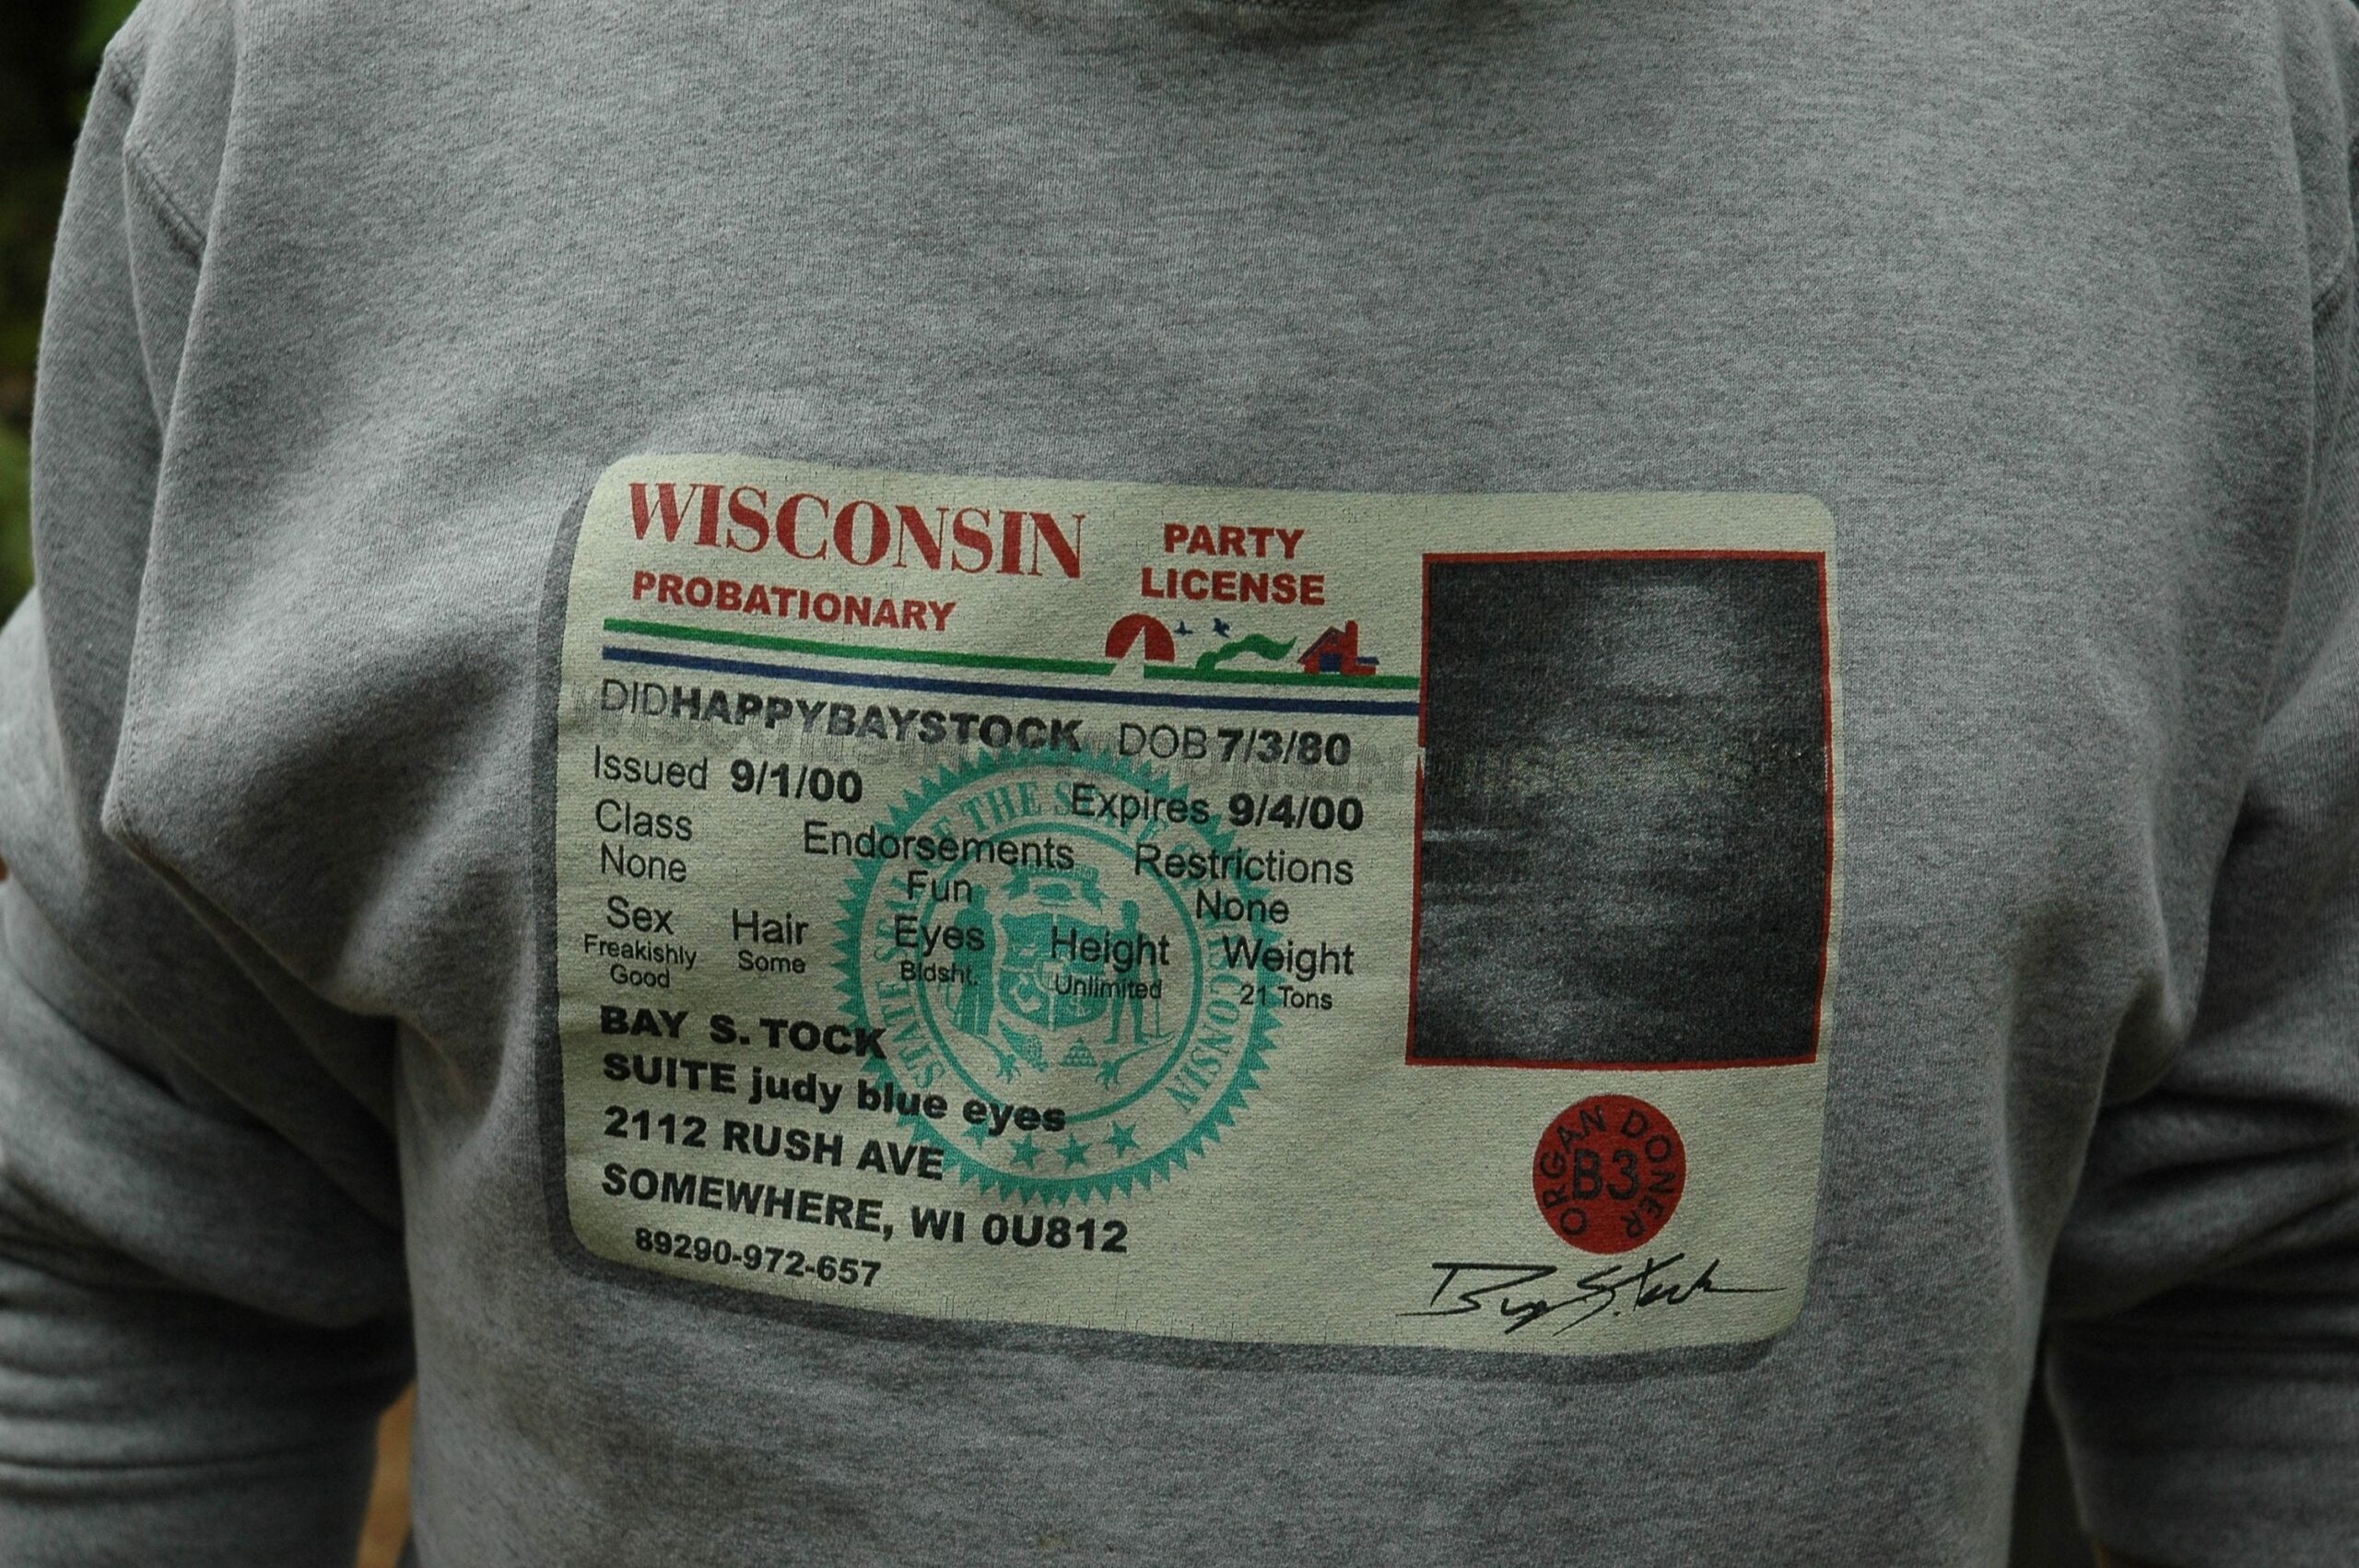 WISCONSIN
PROBATIONARY
PARTY
LICENSE
DIDHAPPYBAYSTOCK DOB 7/3/80
Issued 9/1/00 Expires 9/4/00
Class Endorsements Restrictions
None Fun None
Sex Hair Eyes Height Weight
Freakishly Good Some Bldsht. Unlimited 21 Tons
BAY S. TOCK
SUITE judy blue eyes
2112 RUSH AVE
SOMEWHERE, WI 0U812
89290-972-657
ORGAN DONER
B3
Bay S. Tock